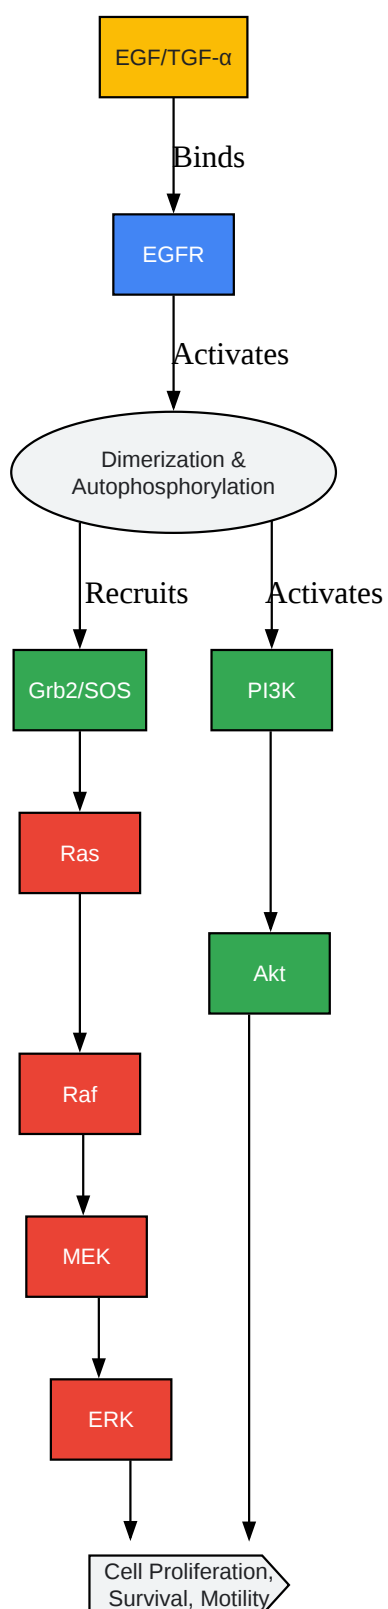 EGF/TGF-α
Binds
EGFR
Activates
Dimerization &
Autophosphorylation
Recruits
Activates
Grb2/SOS
PI3K
Ras
Akt
Raf
MEK
ERK
Cell Proliferation,
Survival, Motility